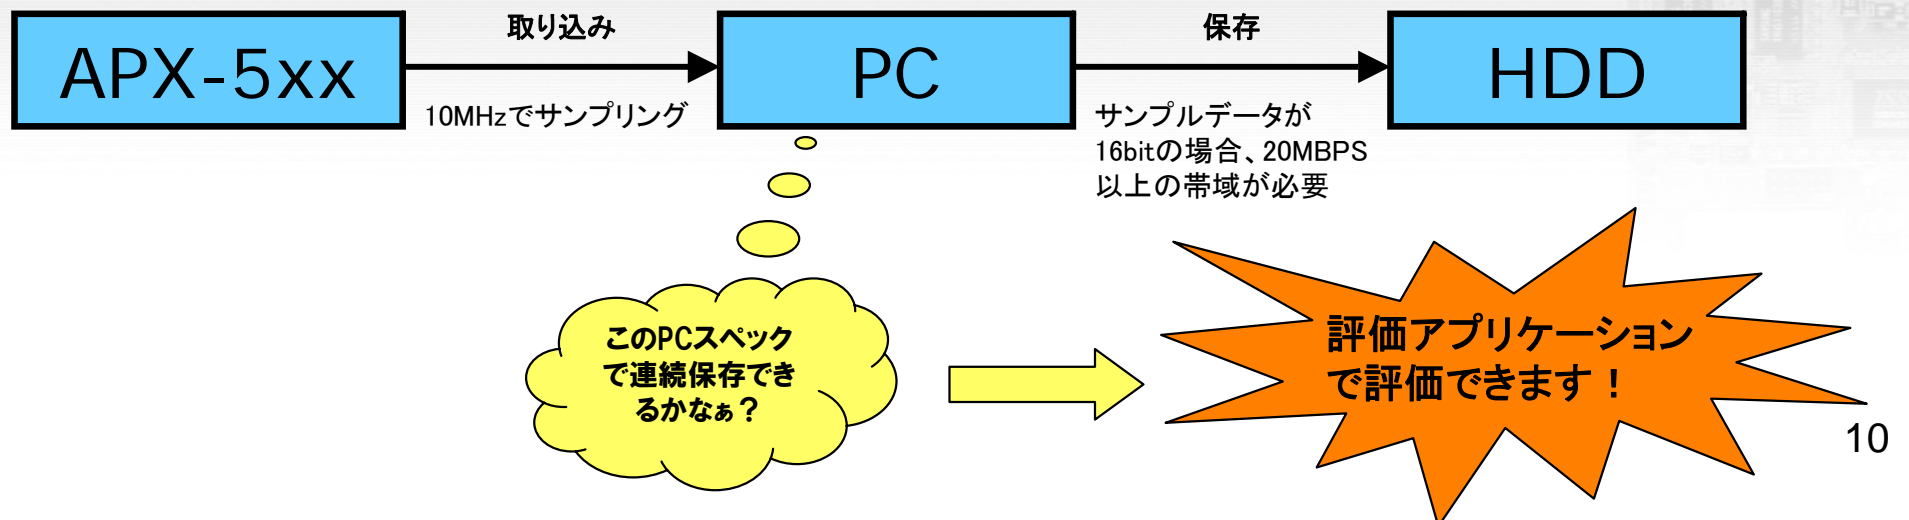 取り込み
保存
APX-5xx
PC
HDD
10MHzでサンプリング
サンプルデータが
16bitの場合、20MBPS
以上の帯域が必要
このPCスペック
で連続保存でき
るかなぁ?
評価アプリケーション
で評価できます!
10